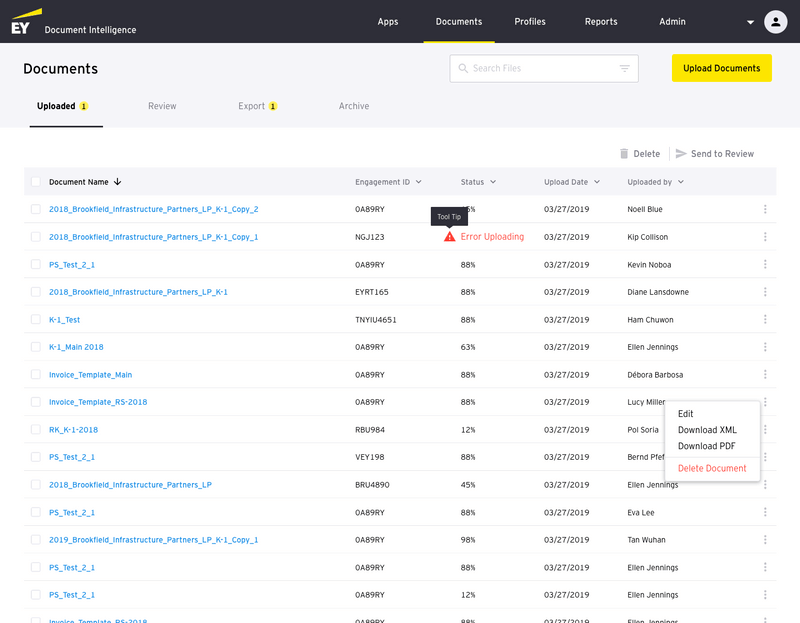 EY Document Intelligence Apps Documents Profiles Reports Admin
Documents Search Files Upload Documents
Uploaded 1 Review Export 1 Archive
Delete Send to Review
Document Name Engagement ID Status Upload Date Uploaded by
2018_Brookfield_Infrastructure_Partners_LP_K-1_Copy_2 0A89RY 03/27/2019 Noell Blue
Tool Tip
2018_Brookfield_Infrastructure_Partners_LP_K-1_Copy_1 NGJ123 Error Uploading 03/27/2019 Kip Collison
PS_Test_2_1 0A89RY 88% 03/27/2019 Kevin Noboa
2018_Brookfield_Infrastructure_Partners_LP_K-1 EYRT165 88% 03/27/2019 Diane Lansdowne
K-1_Test TNYIU4651 88% 03/27/2019 Ham Chuwon
K-1_Main 2018 0A89RY 63% 03/27/2019 Ellen Jennings
Invoice_Template_Main 0A89RY 88% 03/27/2019 Débora Barbosa
Invoice_Template_RS-2018 0A89RY 88% 03/27/2019 Lucy Miller
Edit
RK_K-1-2018 RBU984 12% 03/27/2019 Pol Soria
Download XML
Download PDF
PS_Test_2_1 VEY198 88% 03/27/2019 Bernd
Delete Document
2018_Brookfield_Infrastructure_Partners_LP BRU4890 45% 03/27/2019 Ellen Jennings
PS_Test_2_1 0A89RY 88% 03/27/2019 Eva Lee
2019_Brookfield_Infrastructure_Partners_LP_K-1_Copy_1 0A89RY 98% 03/27/2019 Tan Wuhan
PS_Test_2_1 0A89RY 88% 03/27/2019 Ellen Jennings
PS_Test_2_1 0A89RY 12% 03/27/2019 Ellen Jennings
Invoice_Template_RS-2018 0A89RY 88% 03/27/2019 Ellen Jennings